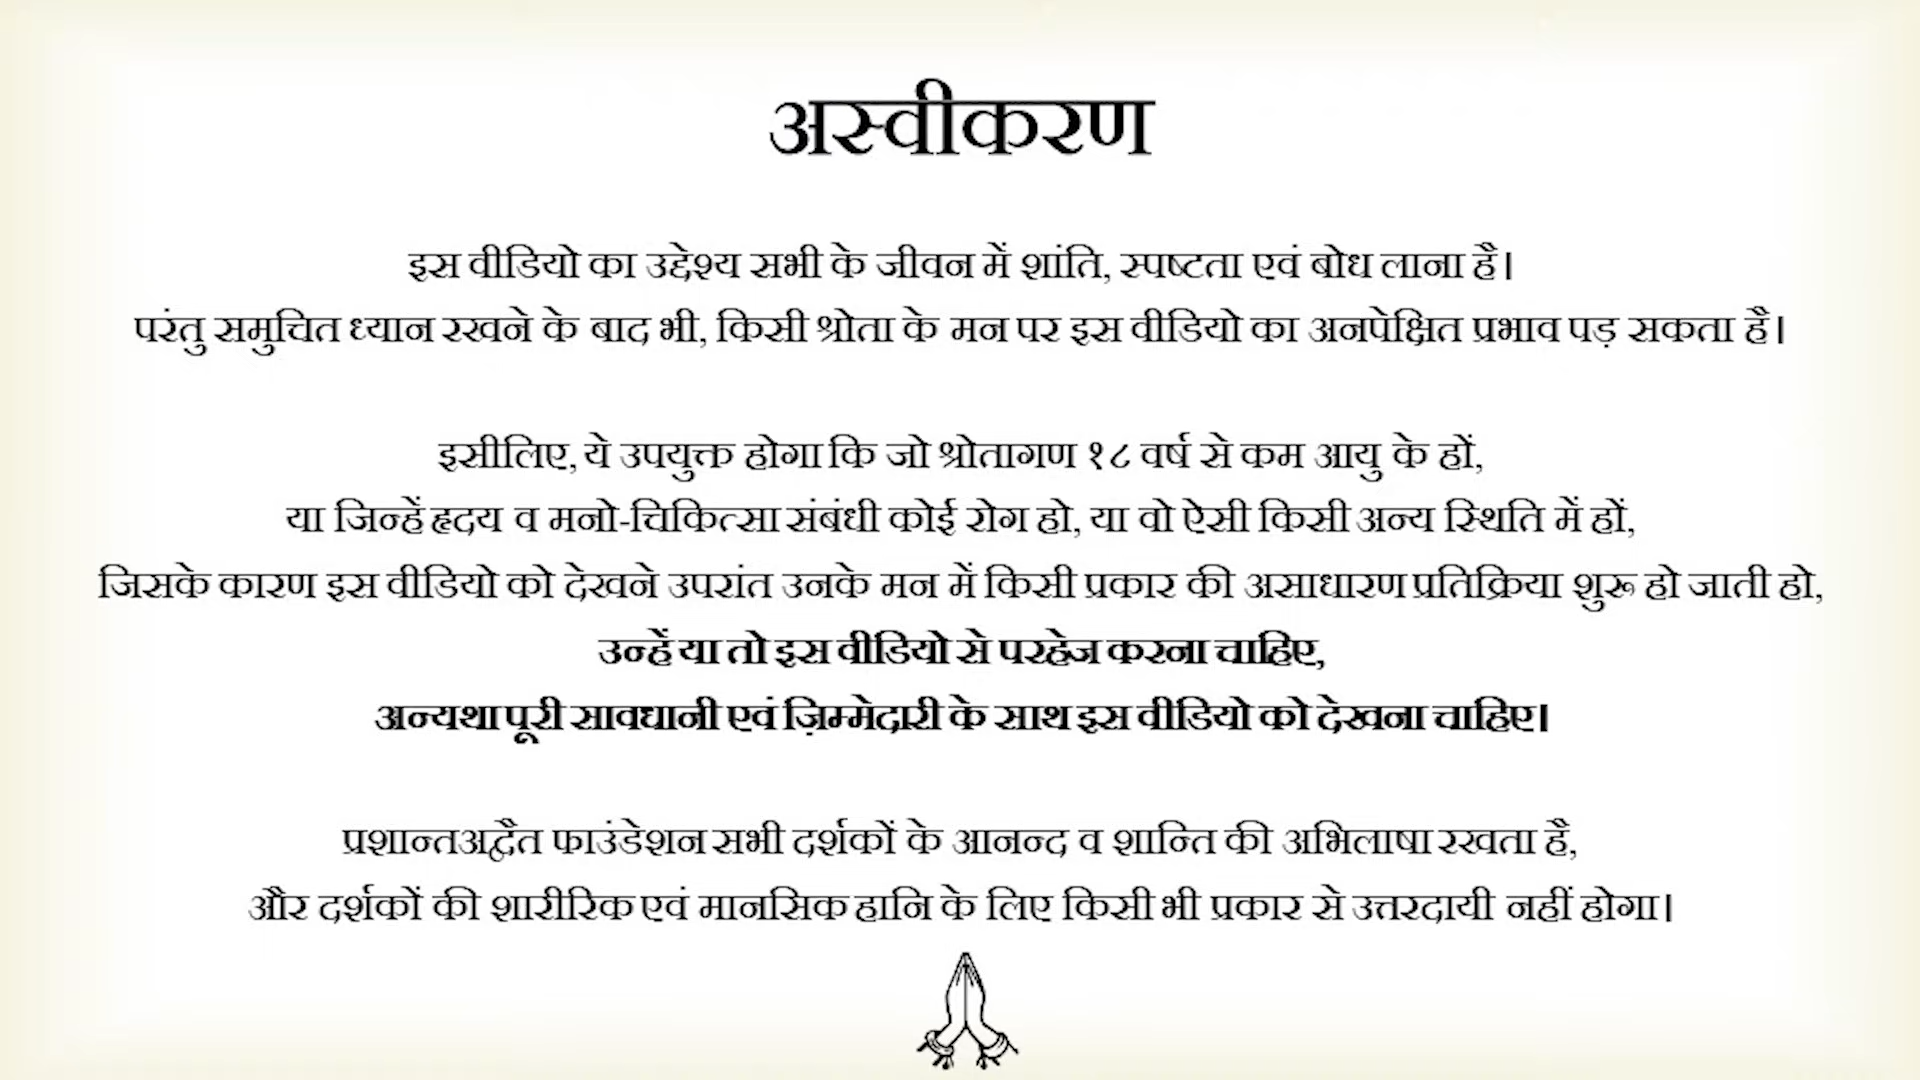 अस्वीकरण
इस वीडियो का उद्देश्य सभी के जीवन में शांति, स्पष्टता एवं बोध लाना है।
परंतु समुचित ध्यान रखने के बाद भी, किसी श्रोता के मन पर इस वीडियो का अनपेक्षित प्रभाव पड़ सकता है।
इसीलिए, ये उपयुक्त होगा कि जो श्रोतागण १८ वर्ष से कम आयु के हों,
या जिन्हें हृदय व मनो-चिकित्सा संबंधी कोई रोग हो, या वो ऐसी किसी अन्य स्थिति में हों,
जिसके कारण इस वीडियो को देखने उपरांत उनके मन में किसी प्रकार की असाधारण प्रतिक्रिया शुरू हो जाती हो,
उन्हें या तो इस वीडियो से परहेज करना चाहिए,
अन्यथा पूरी सावधानी एवं ज़िम्मेदारी के साथ इस वीडियो को देखना चाहिए।
प्रशान्तअद्वैत फाउंडेशन सभी दर्शकों के आनन्द व शान्ति की अभिलाषा रखता है,
और दर्शकों की शारीरिक एवं मानसिक हानि के लिए किसी भी प्रकार से उत्तरदायी नहीं होगा।